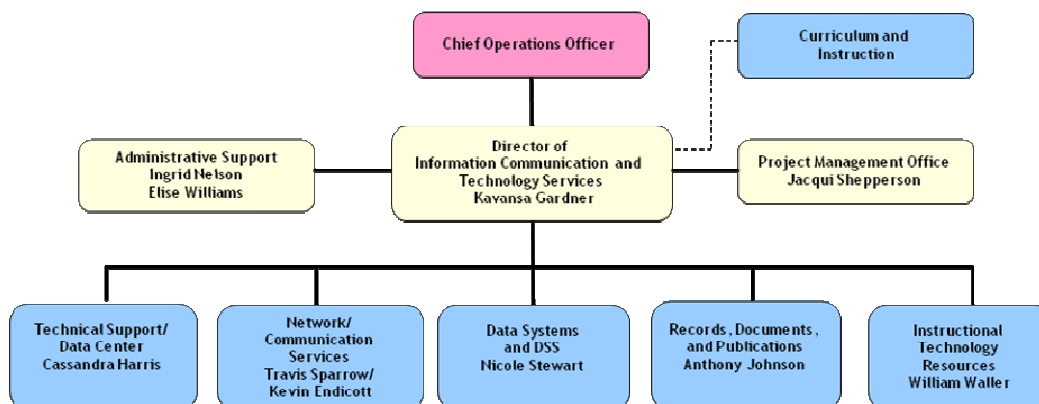 Chief Operations Officer
Curriculum and
Instruction
Administrative Support
Ingrid Nelson
Elise Williams
Director of
Information Communication and
Technology Services
Kavansa Gardner
Project Management Office
Jacqui Shepperson
Technical Support/
Data Center
Cassandra Harris
Network/
Communication
Services
Travis Sparrow/
Kevin Endicott
Data Systems
and DSS
Nicole Stewart
Records, Documents,
and Publications
Anthony Johnson
Instructional
Technology
Resources
William Waller